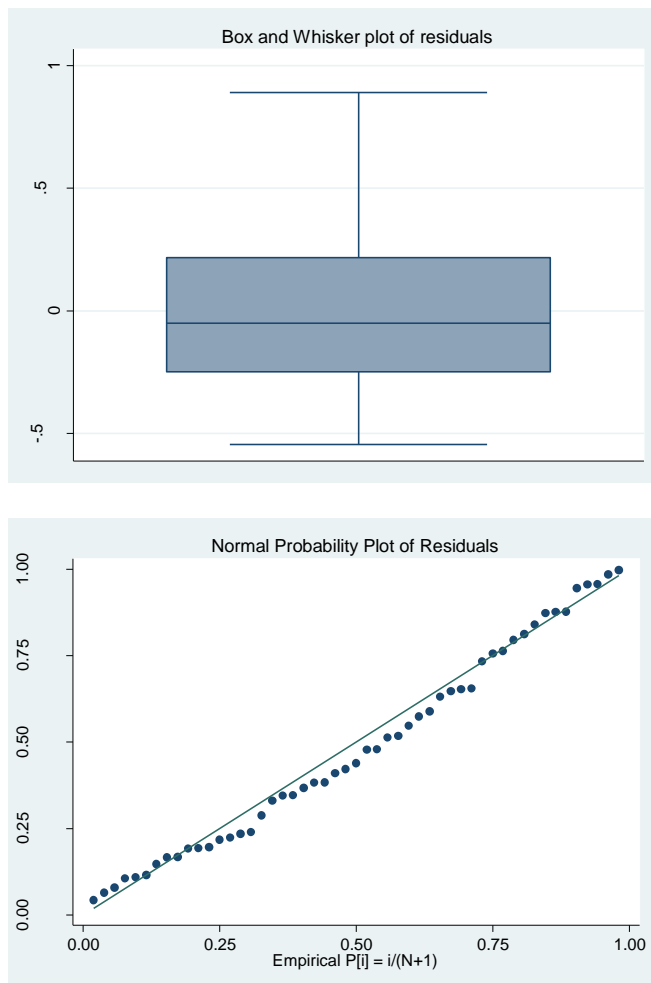 Box and Whisker plot of residuals
1
.5
0
-.5
Normal Probability Plot of Residuals
1.00
0.75
0.50
0.25
0.00
0.00 0.25 0.50 0.75 1.00
Empirical P[i] = i/(N+1)